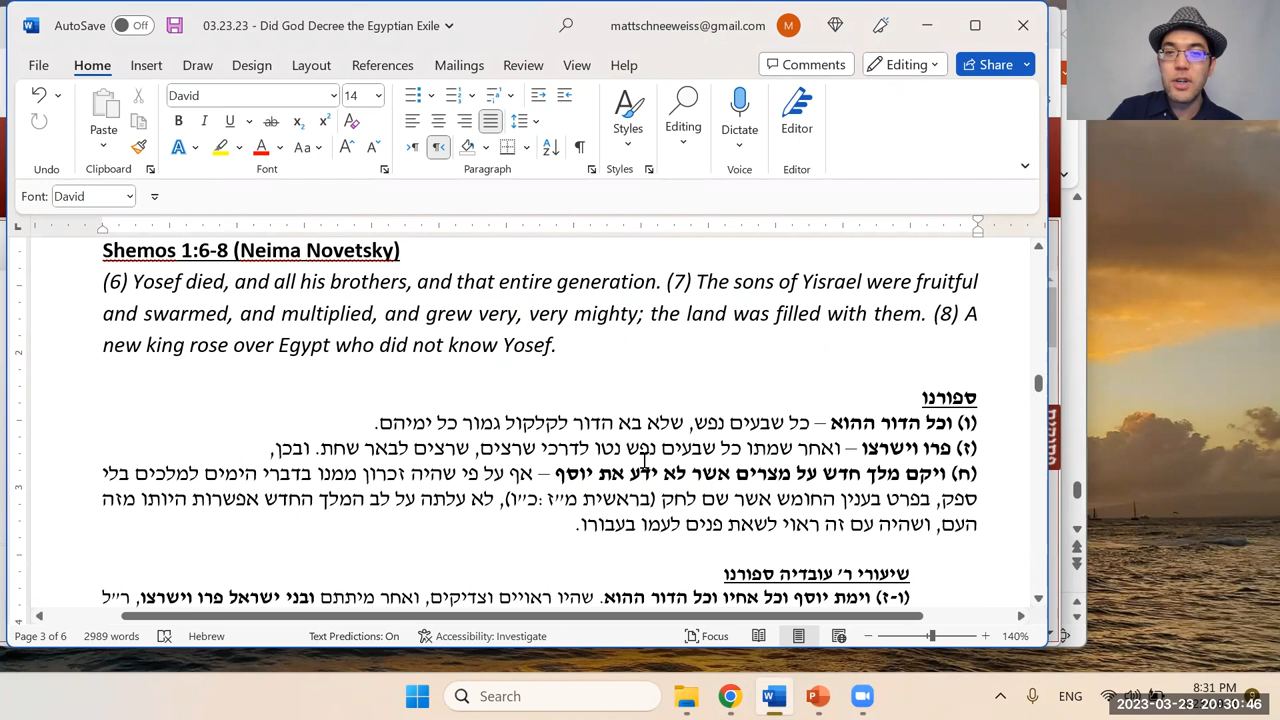 AutoSave Off 03.23.23 - Did God Decree the Egyptian Exile mattschneeweiss@gmail.com M
File Home Insert Draw Design Layout References Mailings Review View Help Comments Editing Share
David 14
Paste Styles Editing Dictate Editor
Undo Clipboard Font Paragraph Styles Voice Editor
Font: David
Shemos 1:6-8 (Neima Novetsky)
(6) Yosef died, and all his brothers, and that entire generation. (7) The sons of Yisrael were fruitful
and swarmed, and multiplied, and grew very, very mighty; the land was filled with them. (8) A
new king rose over Egypt who did not know Yosef.
ספורנו
(ו) וכל הדור ההוא – כל שבעים נפש, שלא בא הדור לקלקול גמור כל ימיהם.
(ז) פרו וישרצו – ואחר שמתו כל שבעים נפש נטו לדרכי שרצים, שרצים לבאר שחת. ובכן,
(ח) ויקם מלך חדש על מצרים אשר לא ידע את יוסף – אף על פי שהיה זכרון ממנו בדברי הימים למלכים בלי
ספק, בפרט בענין החומש אשר שם לחק (בראשית מ״ז:כ״ו), לא עלתה על לב המלך החדש אפשרות היותו מזה
העם, ושהיה עם זה ראוי לשאת פנים לעמו בעבורו.
שיעורי ר׳ עובדיה ספורנו
(ו-ז) וימת יוסף וכל אחיו וכל הדור ההוא. שהיו ראויים וצדיקים, ואחר מיתתם ובני ישראל פרו וישרצו, ר״ל
Page 3 of 6 2989 words Hebrew Text Predictions: On Accessibility: Investigate Focus 140%
Search ENG 8:31 PM
2023-03-23 20:30:46